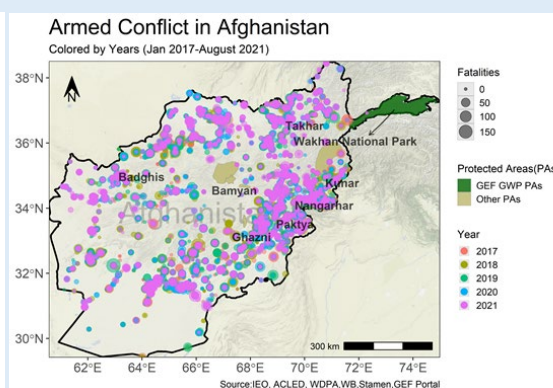 Armed Conflict in Afghanistan
Colored by Years (Jan 2017-August 2021)
38°N
36°N
34°N
32°N
30°N
62°E
64°E
66°E
68°E
70°E
72°E
74°E
N
Takhar
Wakhan National Park
Badghis
Bamyan
Kunar
Afghanistan
Nangarhar
Paktya
Ghazni
300 km
Fatalities
0
50
100
150
Protected Areas(PAs
GEF GWP PAs
Other PAs
Year
2017
2018
2019
2020
2021
Source:IEO, ACLED, WDPA,WB,Stamen,GEF Portal